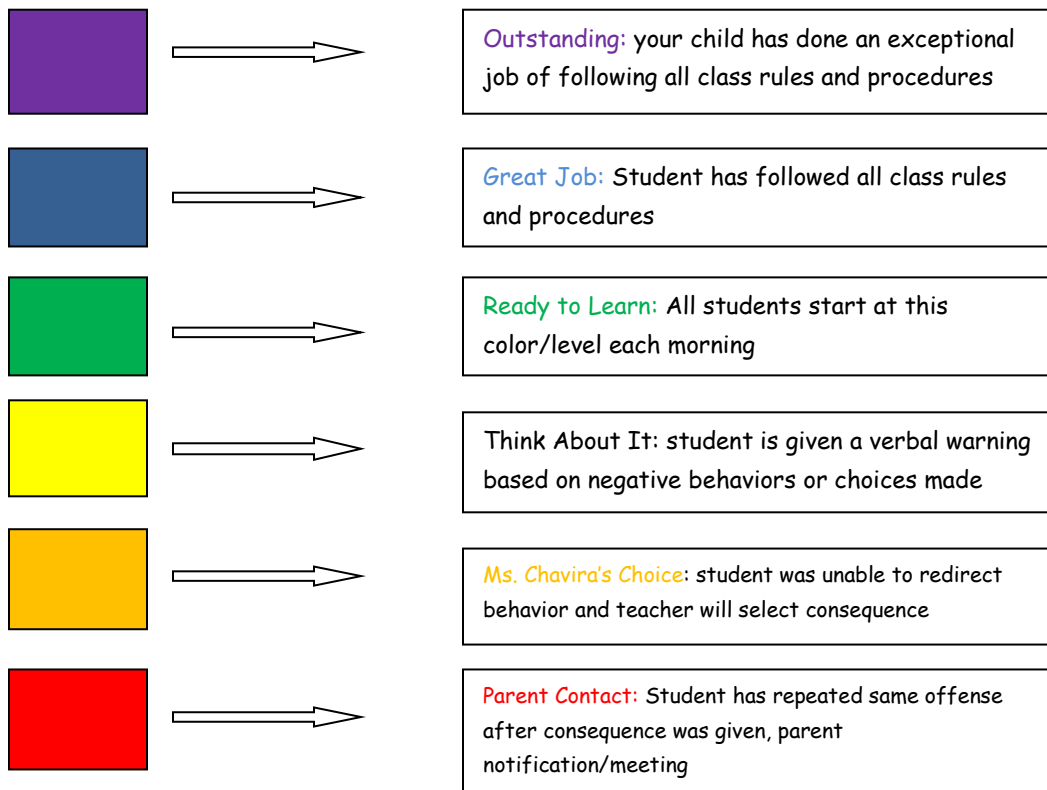 Outstanding: your child has done an exceptional
job of following all class rules and procedures
Great Job: Student has followed all class rules
and procedures
Ready to Learn: All students start at this
color/level each morning
Think About It: student is given a verbal warning
based on negative behaviors or choices made
Ms. Chavira's Choice: student was unable to redirect
behavior and teacher will select consequence
Parent Contact: Student has repeated same offense
after consequence was given, parent
notification/meeting